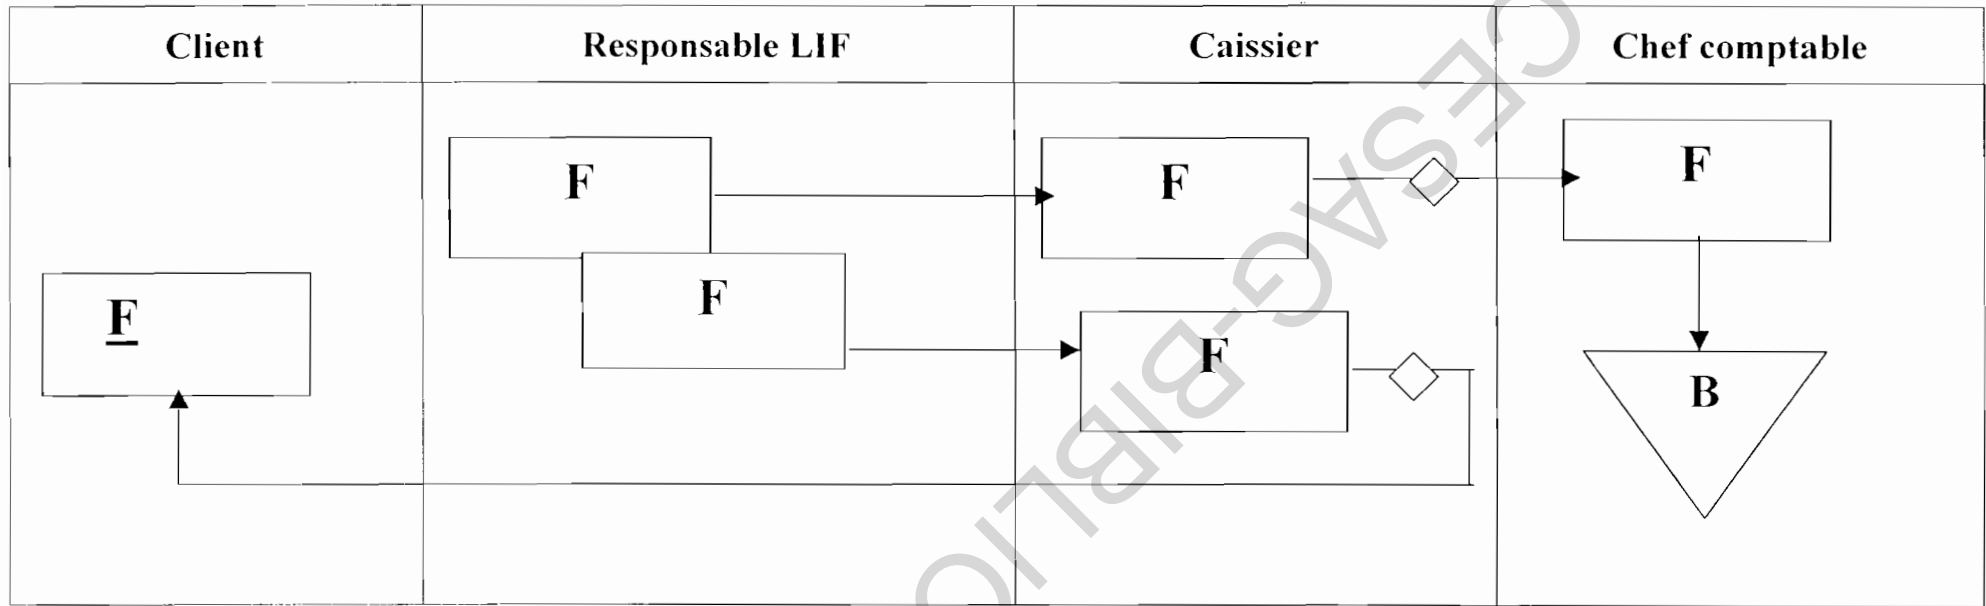 Client
Responsable LIF
Caissier
Chef comptable
F
F
F
F
F
F
B
CESAG-BIBLIO